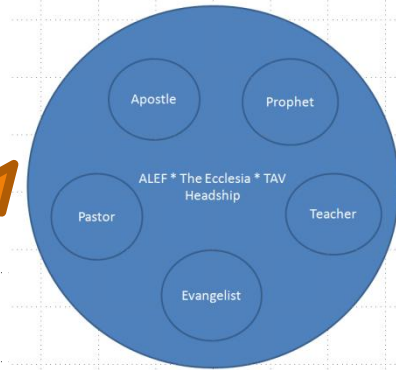 Apostle
Prophet
ALEF * The Ecclesia * TAV
Headship
Pastor
Teacher
Evangelist